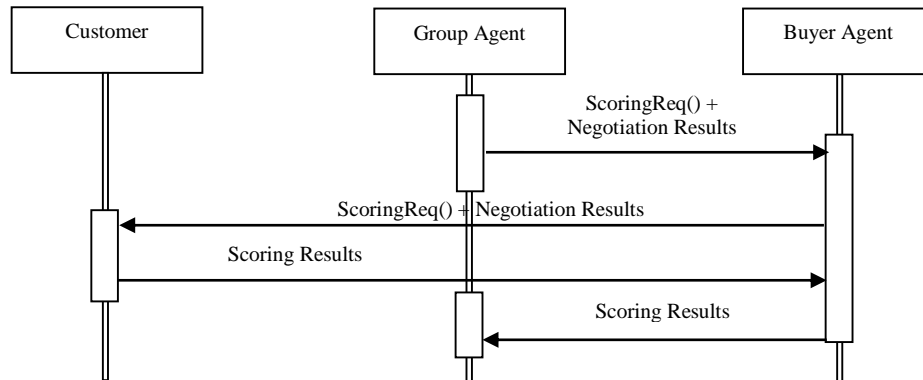 Customer
Group Agent
Buyer Agent
ScoringReq() +
Negotiation Results
ScoringReq() + Negotiation Results
Scoring Results
Scoring Results